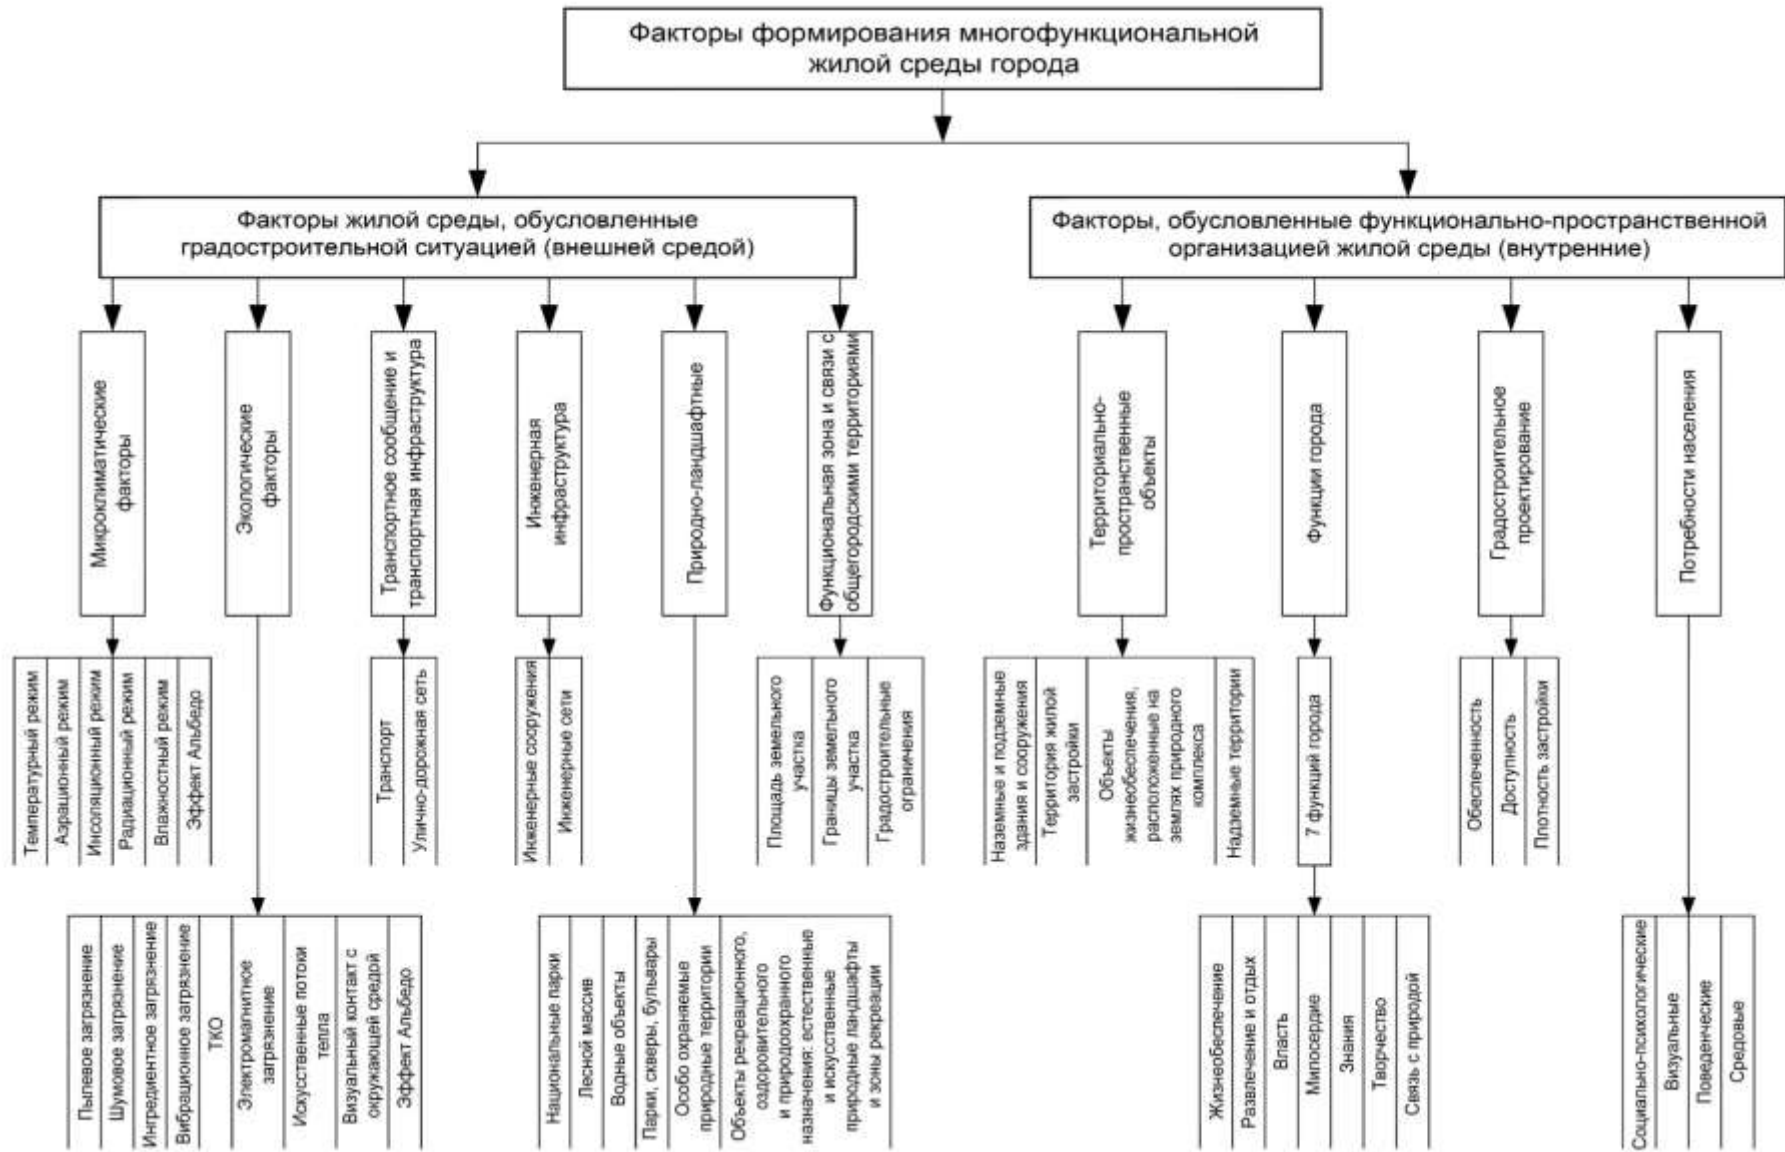 Факторы формирования многофункциональной
жилой среды города
Факторы жилой среды, обусловленные
градостроительной ситуацией (внешней средой)
Факторы, обусловленные функционально-пространственной
организацией жилой среды (внутренние)
Микроклиматические
факторы
Экологические
факторы
Транспортное сообщение и
транспортная инфраструктура
Инженерная
инфраструктура
Природно-ландшафтные
Функциональная зона и связи с
общегородскими территориями
Территориально-
пространственные
объекты
Функции города
Градостроительное
проектирование
Потребности населения
Температурный режим
Аэрационный режим
Инсоляционный режим
Радиационный режим
Влажностный режим
Эффект Альбедо
Транспорт
Улично-дорожная сеть
Инженерные сооружения
Инженерные сети
Площадь земельного
участка
Границы земельного
участка
Градостроительные
ограничения
Наземные и подземные
здания и сооружения
Территория жилой
застройки
Объекты
жизнеобеспечения,
расположенные на
землях природного
комплекса
Надземные территории
7 функций города
Обеспеченность
Доступность
Плотность застройки
Пылевое загрязнение
Шумовое загрязнение
Ингредиентное загрязнение
Вибрационное загрязнение
ТКО
Электромагнитное
загрязнение
Искусственные потоки
тепла
Визуальный контакт с
окружающей средой
Эффект Альбедо
Национальные парки
Лесной массив
Водные объекты
Парки, скверы, бульвары
Особо охраняемые
природные территории
Объекты рекреационного,
оздоровительного
и природоохранного
назначения: естественные
и искусственные
природные ландшафты
и зоны рекреации
Жизнеобеспечение
Развлечение и отдых
Власть
Милосердие
Знания
Творчество
Связь с природой
Социально-психологические
Визуальные
Поведенческие
Средовые